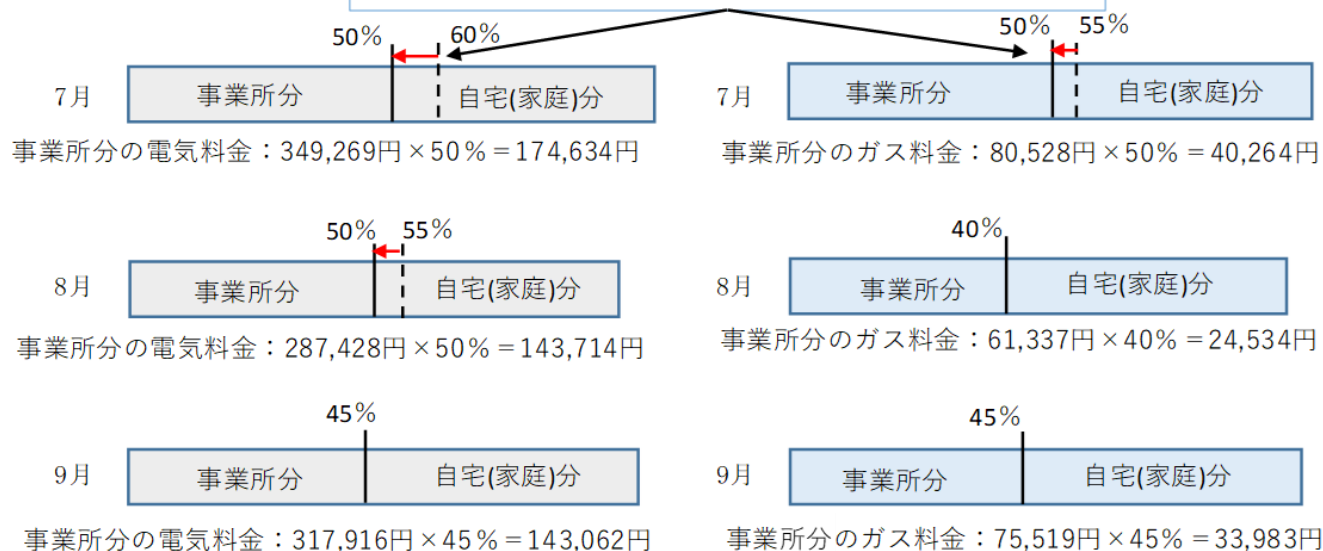 50% 60%
7月 事業所分 自宅(家庭)分
事業所分の電気料金：349,269円×50％＝174,634円
50% 55%
8月 事業所分 自宅(家庭)分
事業所分の電気料金：287,428円×50％＝143,714円
45%
9月 事業所分 自宅(家庭)分
事業所分の電気料金：317,916円×45％＝143,062円
50% 55%
7月 事業所分 自宅(家庭)分
事業所分のガス料金：80,528円×50％＝40,264円
40%
8月 事業所分 自宅(家庭)分
事業所分のガス料金：61,337円×40％＝24,534円
45%
9月 事業所分 自宅(家庭)分
事業所分のガス料金：75,519円×45％＝33,983円